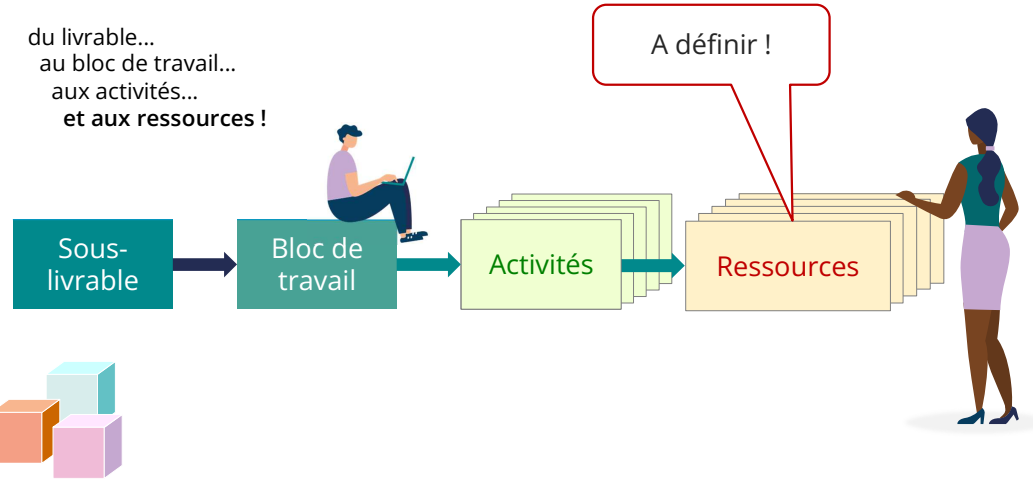 du livrable...
au bloc de travail...
aux activités...
et aux ressources !
A définir !
Sous-
livrable
Bloc de
travail
Activités
Ressources